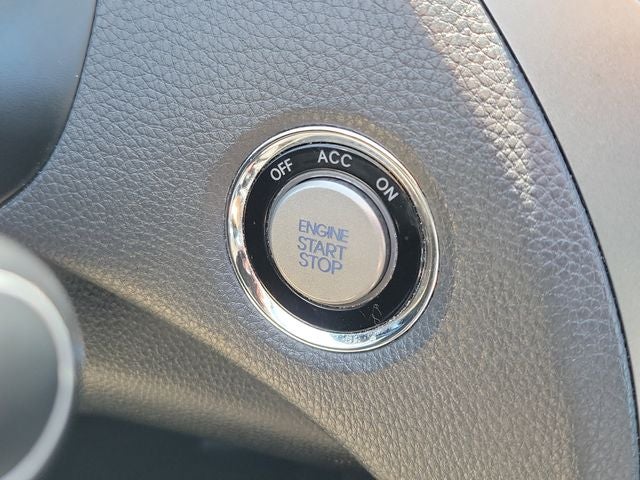 OFF ACC ON
ENGINE
START
STOP